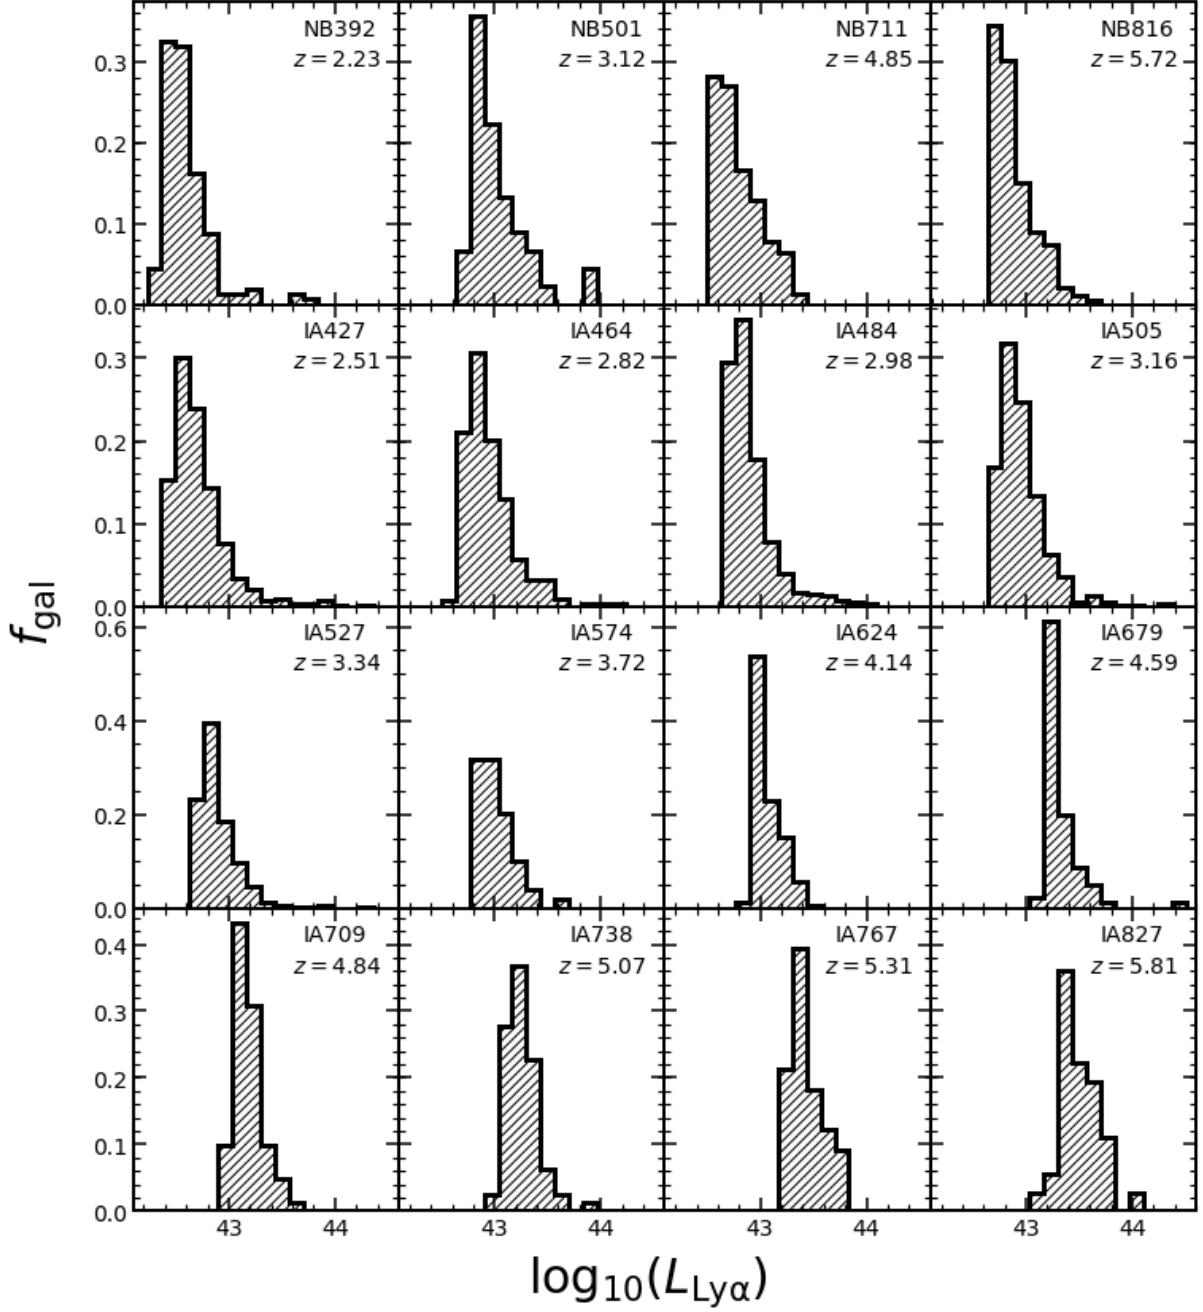 NB392
z = 2.23
NB501
z = 3.12
NB711
z = 4.85
NB816
z = 5.72
0.3
0.2
0.1
0.0
IA427
z = 2.51
IA464
z = 2.82
IA484
z = 2.98
IA505
z = 3.16
0.3
0.2
0.1
0.0
f_gal
IA527
z = 3.34
IA574
z = 3.72
IA624
z = 4.14
IA679
z = 4.59
0.6
0.4
0.2
0.0
IA709
z = 4.84
IA738
z = 5.07
IA767
z = 5.31
IA827
z = 5.81
0.4
0.3
0.2
0.1
0.0
43 44 43 44 43 44 43 44
log₁₀(L_Lyα)